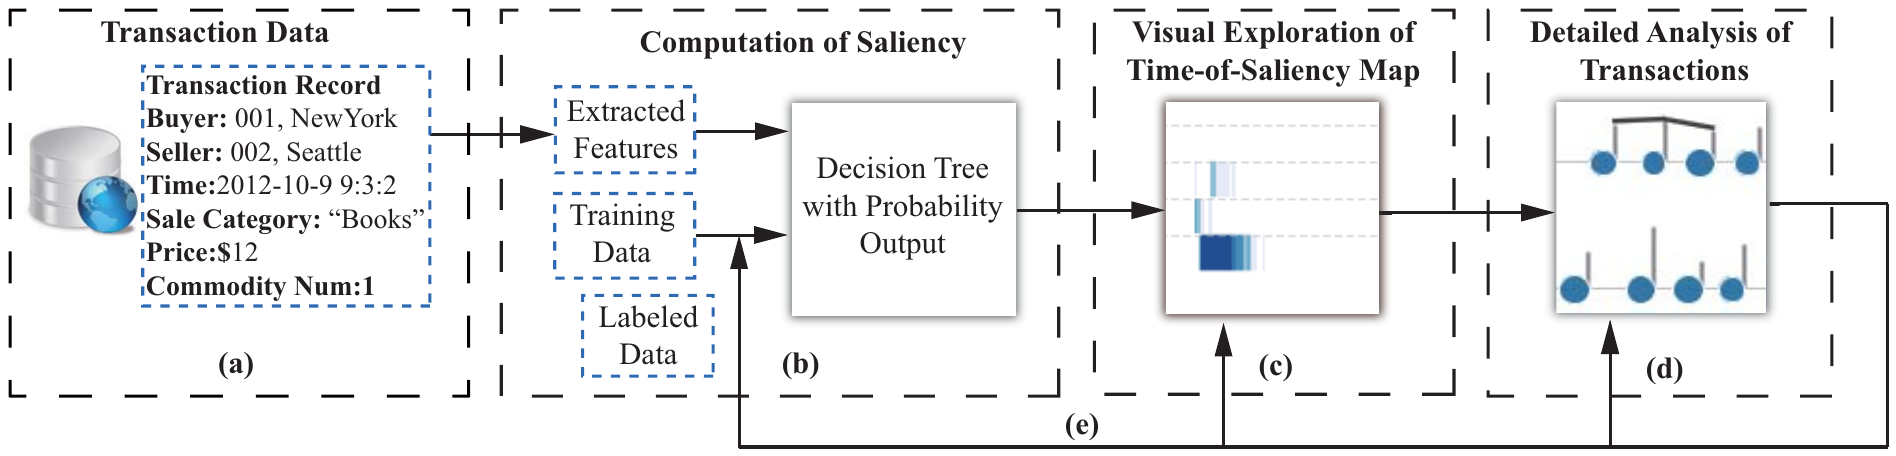 Transaction Data
Transaction Record
Buyer: 001, NewYork
Seller: 002, Seattle
Time:2012-10-9 9:3:2
Sale Category: “Books”
Price:$12
Commodity Num:1
(a)
Computation of Saliency
Extracted
Features
Training
Data
Labeled
Data
Decision Tree
with Probability
Output
(b)
Visual Exploration of
Time-of-Saliency Map
(c)
Detailed Analysis of
Transactions
(d)
(e)